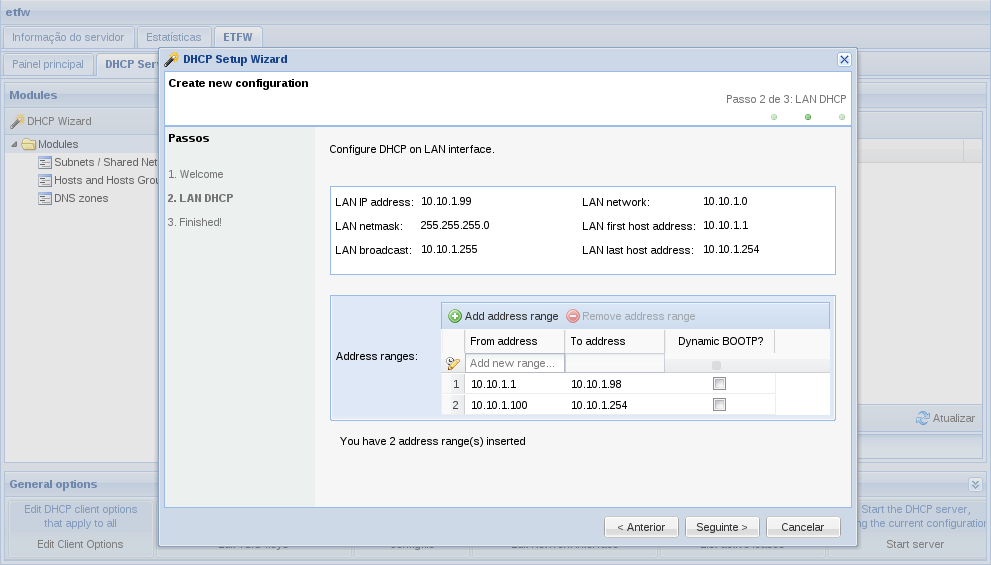 etfw
Informação do servidor
Estatísticas
ETFW
Painel principal
DHCP Ser
DHCP Setup Wizard
Create new configuration
Passo 2 de 3: LAN DHCP
Modules
DHCP Wizard
Modules
Subnets / Shared Net
Hosts and Hosts Grou
DNS zones
Passos
1. Welcome
2. LAN DHCP
3. Finished!
Configure DHCP on LAN interface.
LAN IP address: 10.10.1.99
LAN network: 10.10.1.0
LAN netmask: 255.255.255.0
LAN first host address: 10.10.1.1
LAN broadcast: 10.10.1.255
LAN last host address: 10.10.1.254
Address ranges:
Add address range
Remove address range
From address To address Dynamic BOOTP?
Add new range...
1 10.10.1.1 10.10.1.98
2 10.10.1.100 10.10.1.254
You have 2 address range(s) inserted
Atualizar
< Anterior
Seguinte >
Cancelar
General options
Edit DHCP client options
that apply to all
Edit Client Options
Start the DHCP server,
ng the current configuration
Start server